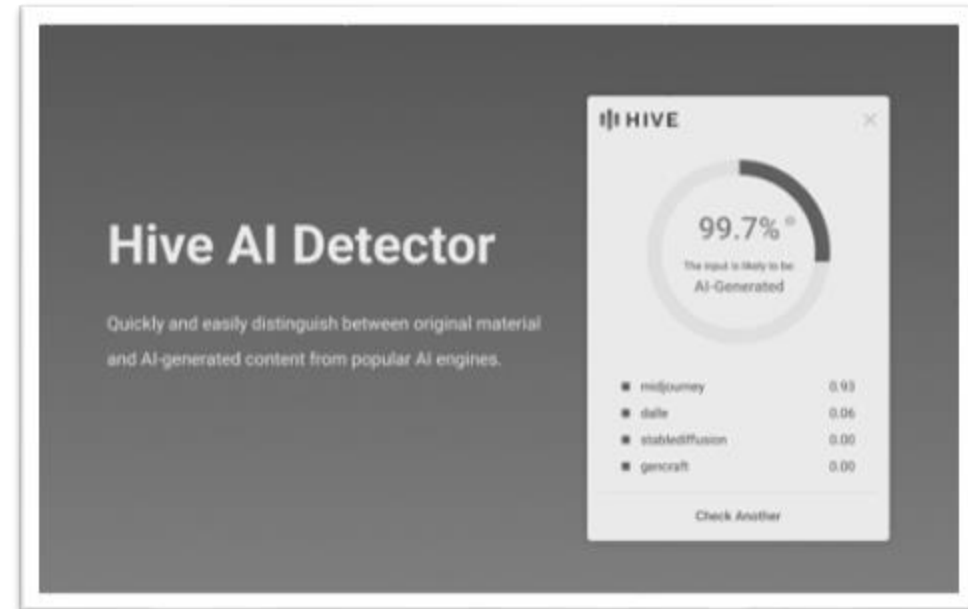 Hive AI Detector
Quickly and easily distinguish between original material
and AI-generated content from popular AI engines.
HIVE
99.7%
The input is likely to be:
AI-Generated
midjourney 0.93
dalle 0.06
stablediffusion 0.00
gencraft 0.00
Check Another